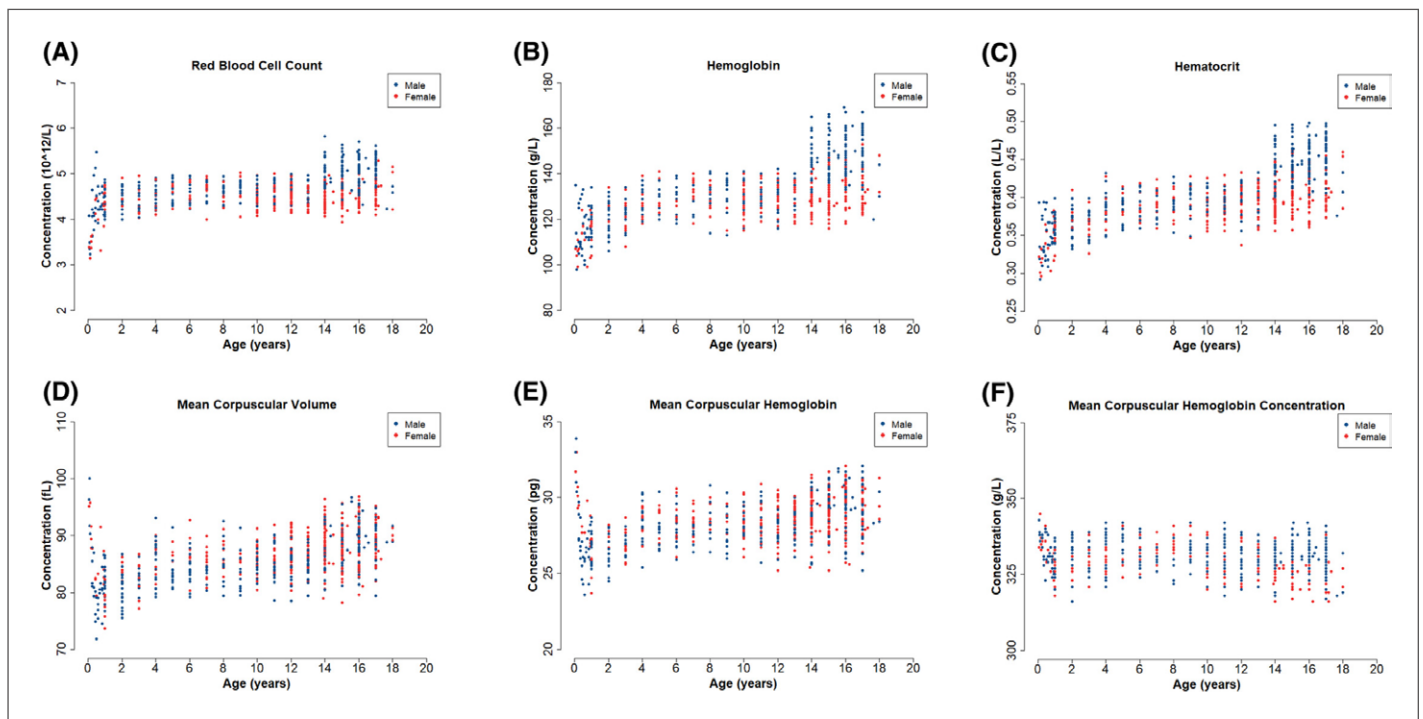 (A)
Red Blood Cell Count
Male
Female
Concentration (10^12/L)
7
6
5
4
3
2
0 2 4 6 8 10 12 14 16 18 20
Age (years)
(B)
Hemoglobin
Male
Female
Concentration (g/L)
180
160
140
120
100
80
0 2 4 6 8 10 12 14 16 18 20
Age (years)
(C)
Hematocrit
Male
Female
Concentration (L/L)
0.55
0.50
0.45
0.40
0.35
0.30
0.25
0 2 4 6 8 10 12 14 16 18 20
Age (years)
(D)
Mean Corpuscular Volume
Male
Female
Concentration (fL)
110
100
90
80
70
0 2 4 6 8 10 12 14 16 18 20
Age (years)
(E)
Mean Corpuscular Hemoglobin
Male
Female
Concentration (pg)
35
30
25
20
0 2 4 6 8 10 12 14 16 18 20
Age (years)
(F)
Mean Corpuscular Hemoglobin Concentration
Male
Female
Concentration (g/L)
375
350
325
300
0 2 4 6 8 10 12 14 16 18 20
Age (years)